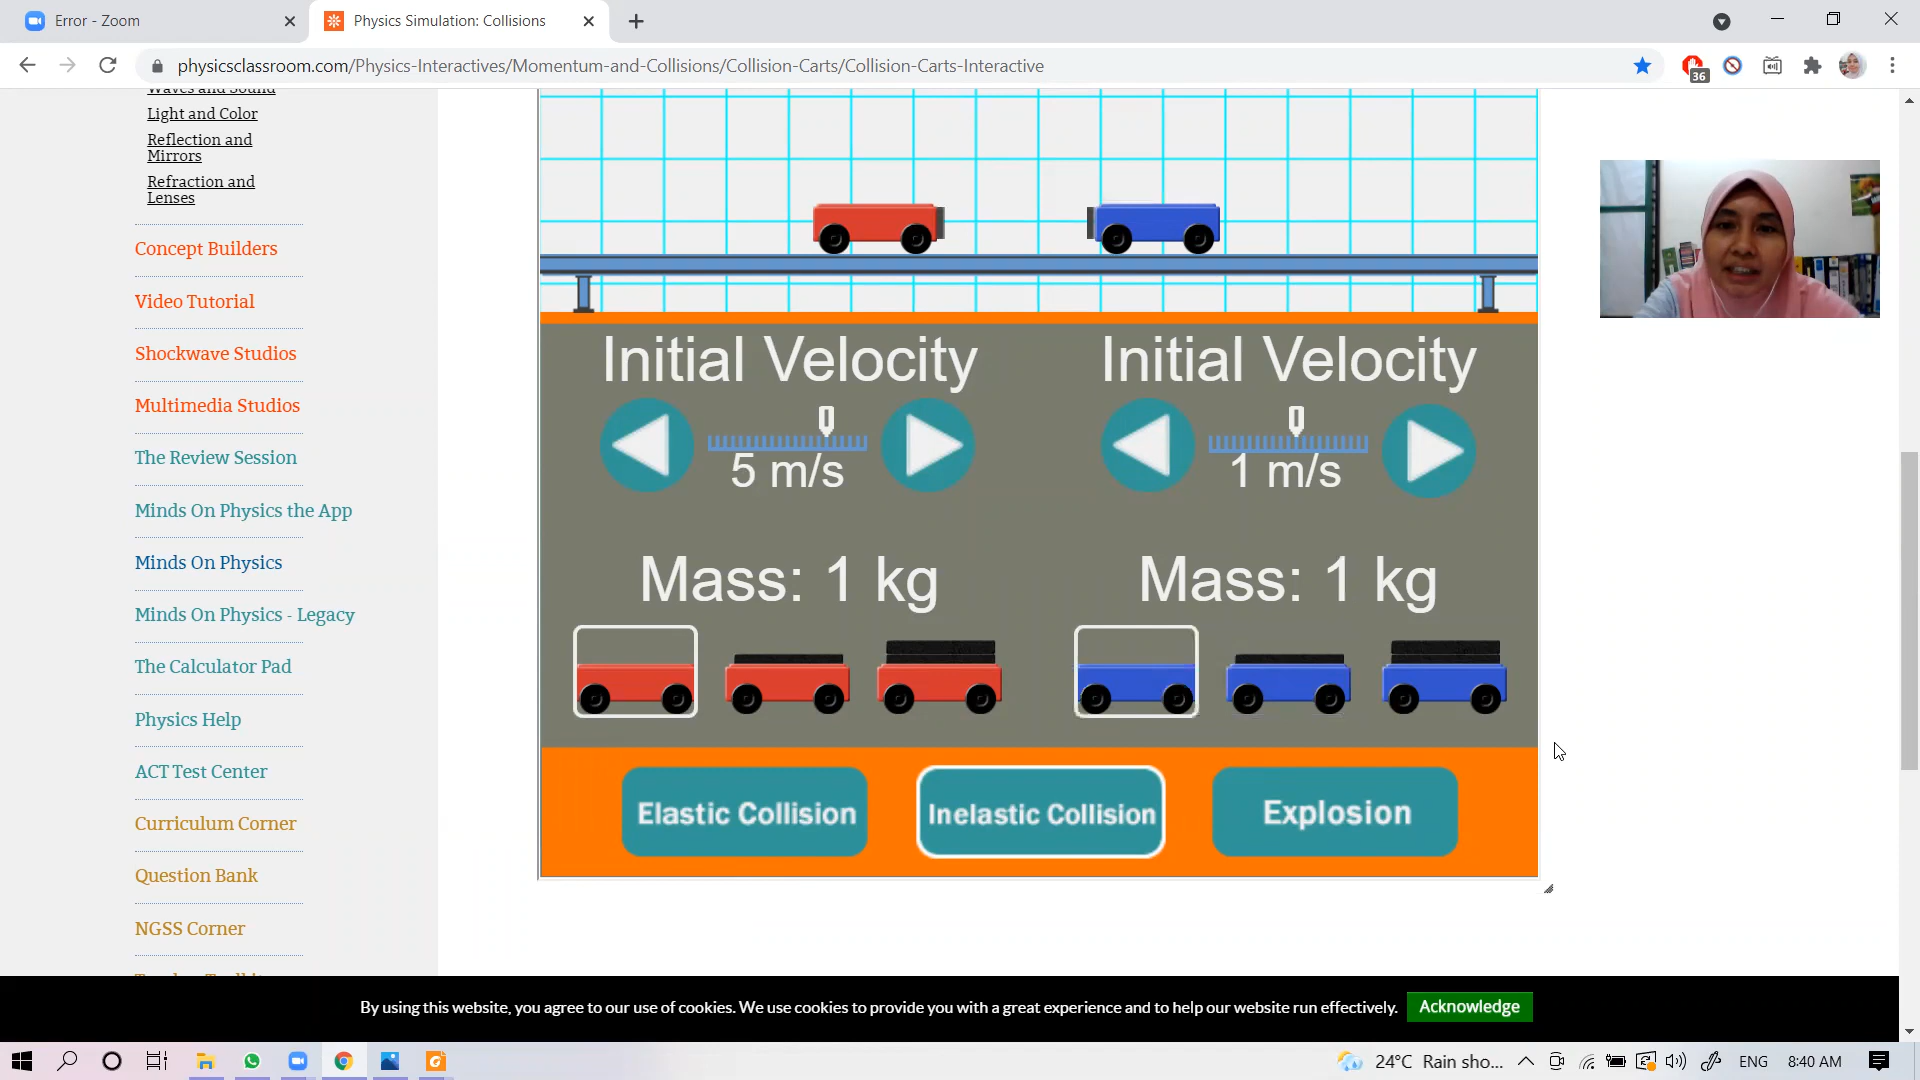 Error - Zoom
Physics Simulation: Collisions
physicsclassroom.com/Physics-Interactives/Momentum-and-Collisions/Collision-Carts/Collision-Carts-Interactive
36
Waves and Sound
Light and Color
Reflection and
Mirrors
Refraction and
Lenses
Concept Builders
Video Tutorial
Shockwave Studios
Multimedia Studios
The Review Session
Minds On Physics the App
Minds On Physics
Minds On Physics - Legacy
The Calculator Pad
Physics Help
ACT Test Center
Curriculum Corner
Question Bank
NGSS Corner
Initial Velocity
5 m/s
Mass: 1 kg
Initial Velocity
1 m/s
Mass: 1 kg
Elastic Collision
Inelastic Collision
Explosion
By using this website, you agree to our use of cookies. We use cookies to provide you with a great experience and to help our website run effectively.
Acknowledge
24°C Rain sho...
ENG
8:40 AM